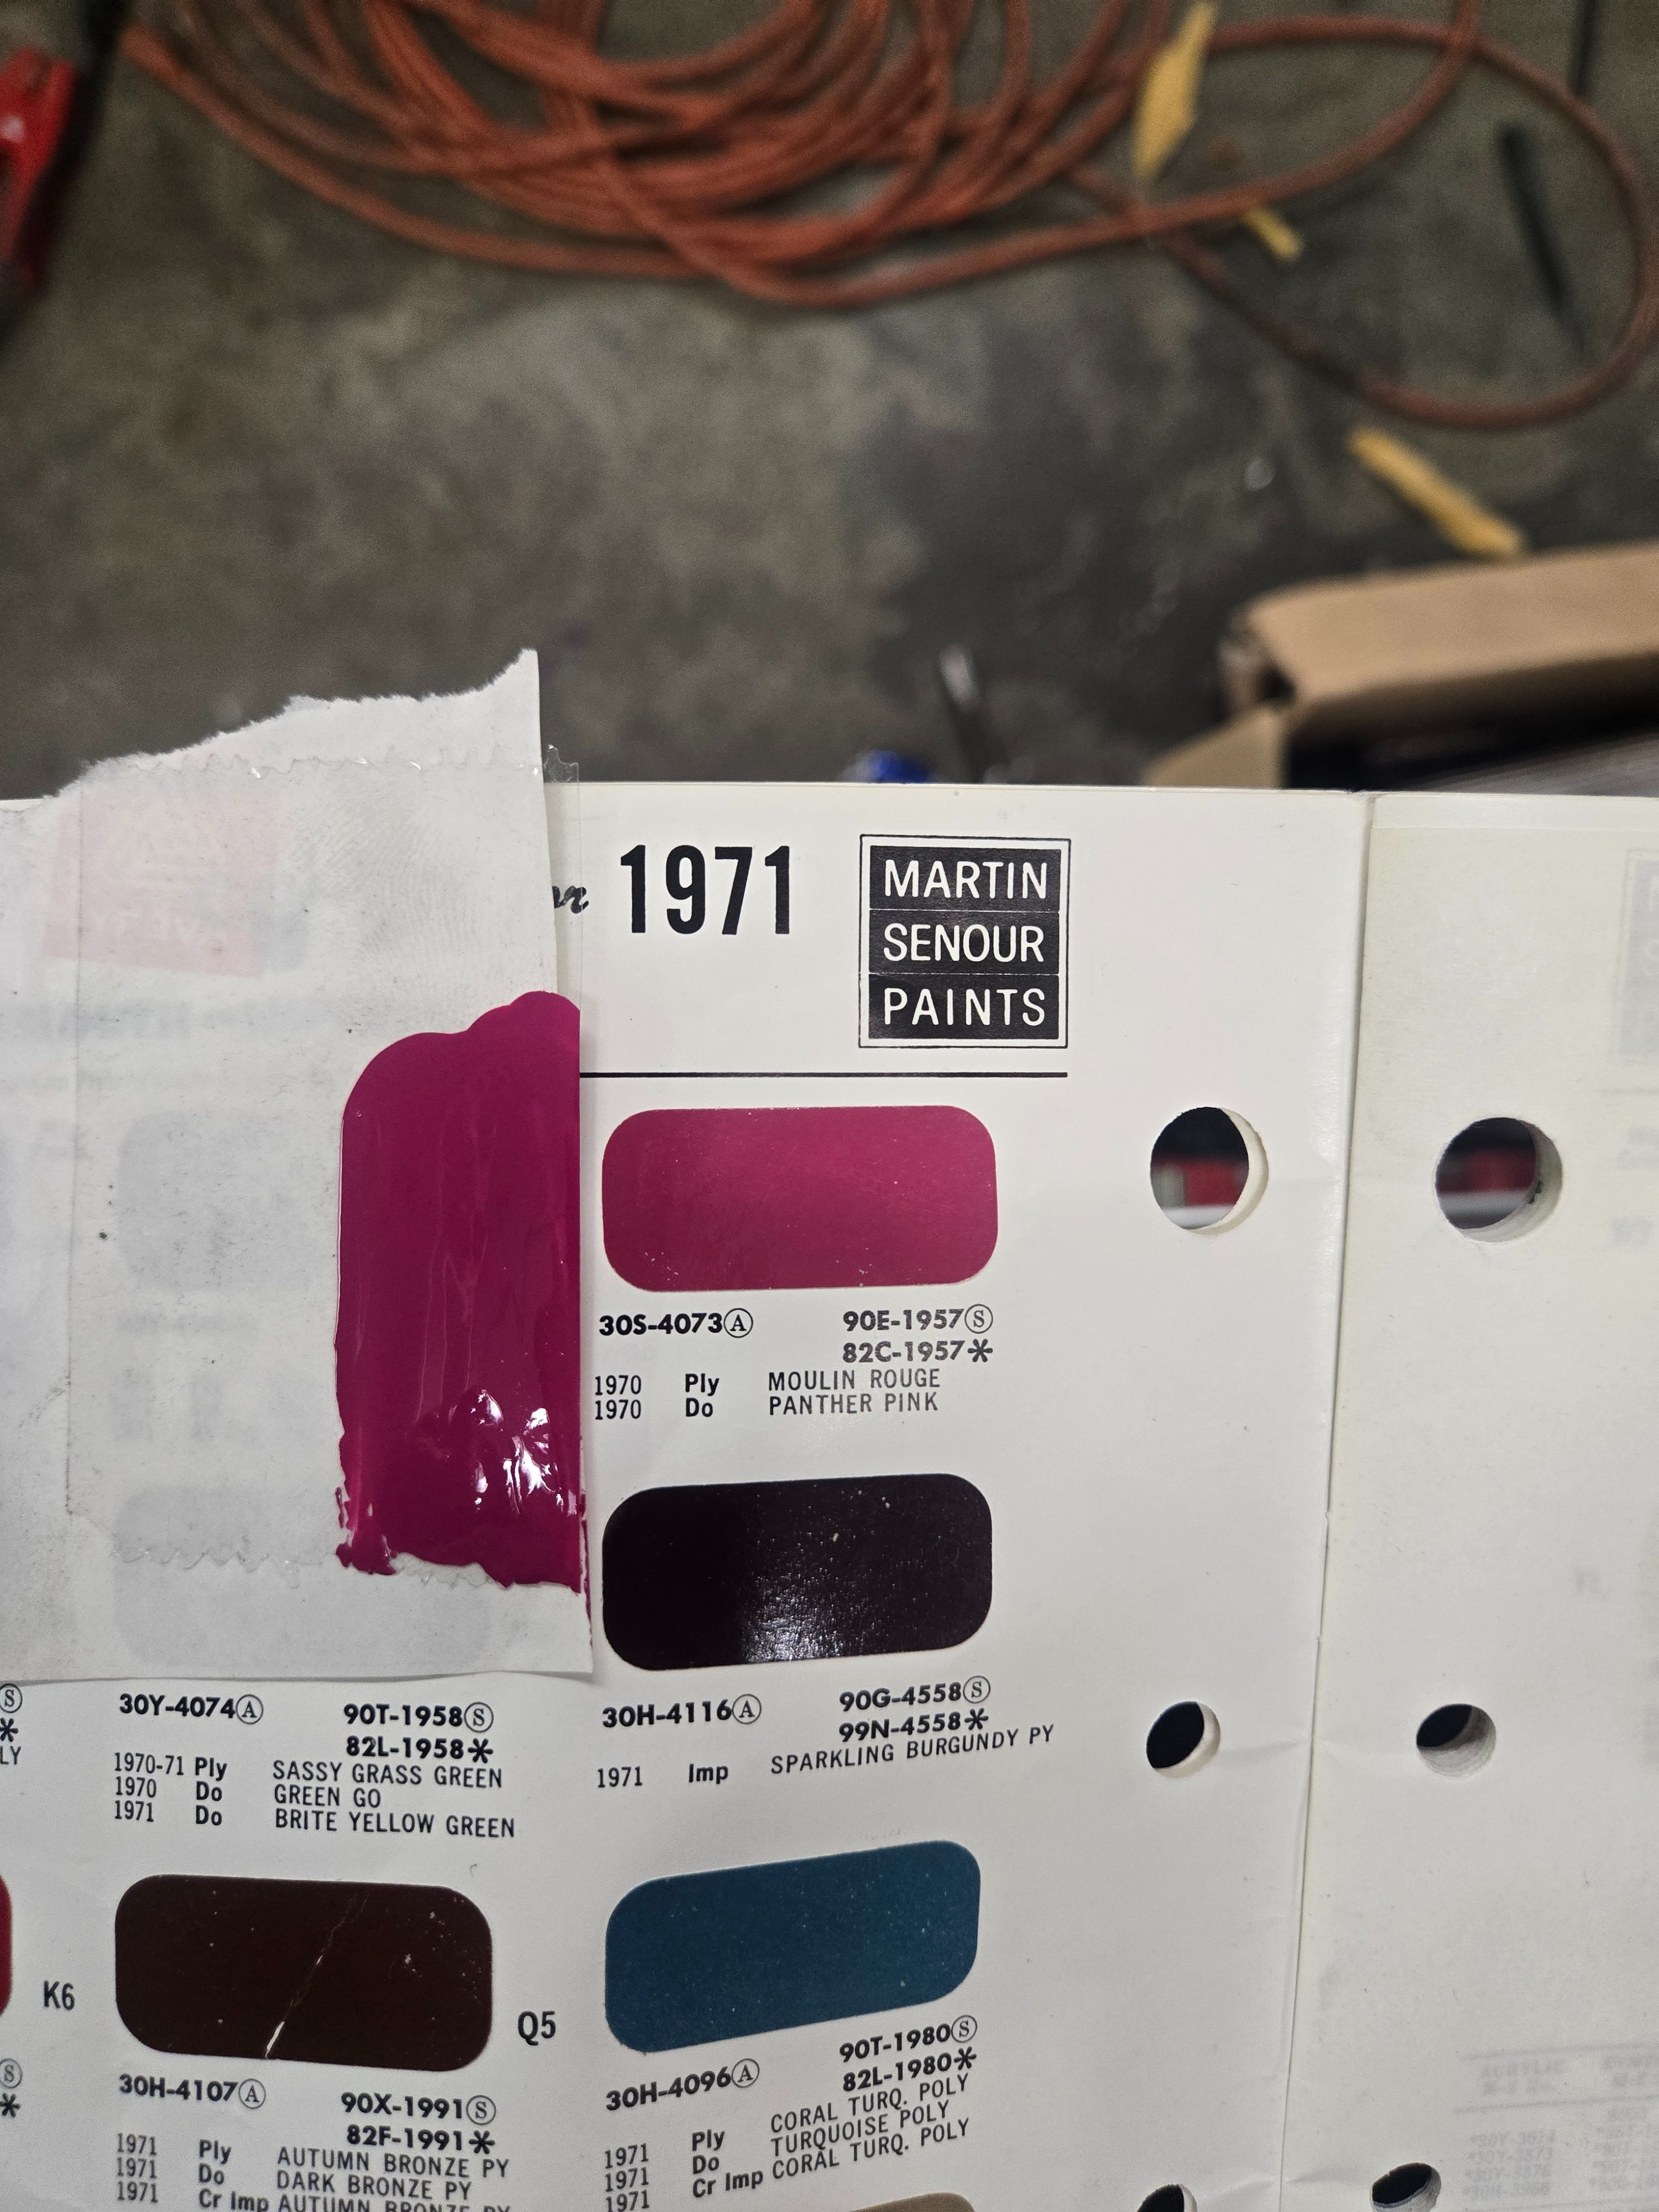 1971
MARTIN
SENOUR
PAINTS
30S-4073Ⓐ 90E-1957Ⓢ
82C-1957*
1970 Ply MOULIN ROUGE
1970 Do PANTHER PINK
Ⓢ
*
LY
30Y-4074Ⓐ 90T-1958Ⓢ
82L-1958*
1970-71 Ply SASSY GRASS GREEN
1970 Do GREEN GO
1971 Do BRITE YELLOW GREEN
30H-4116Ⓐ 90G-4558Ⓢ
99N-4558*
1971 Imp SPARKLING BURGUNDY PY
K6
Q5
Ⓢ
*
30H-4107Ⓐ 90X-1991Ⓢ
82F-1991*
1971 Ply AUTUMN BRONZE PY
1971 Do DARK BRONZE PY
1971 Cr Imp AUTUMN BRONZE PY
30H-4096Ⓐ 90T-1980Ⓢ
82L-1980*
1971 Ply CORAL TURQ. POLY
1971 Do TURQUOISE POLY
1971 Cr Imp CORAL TURQ. POLY